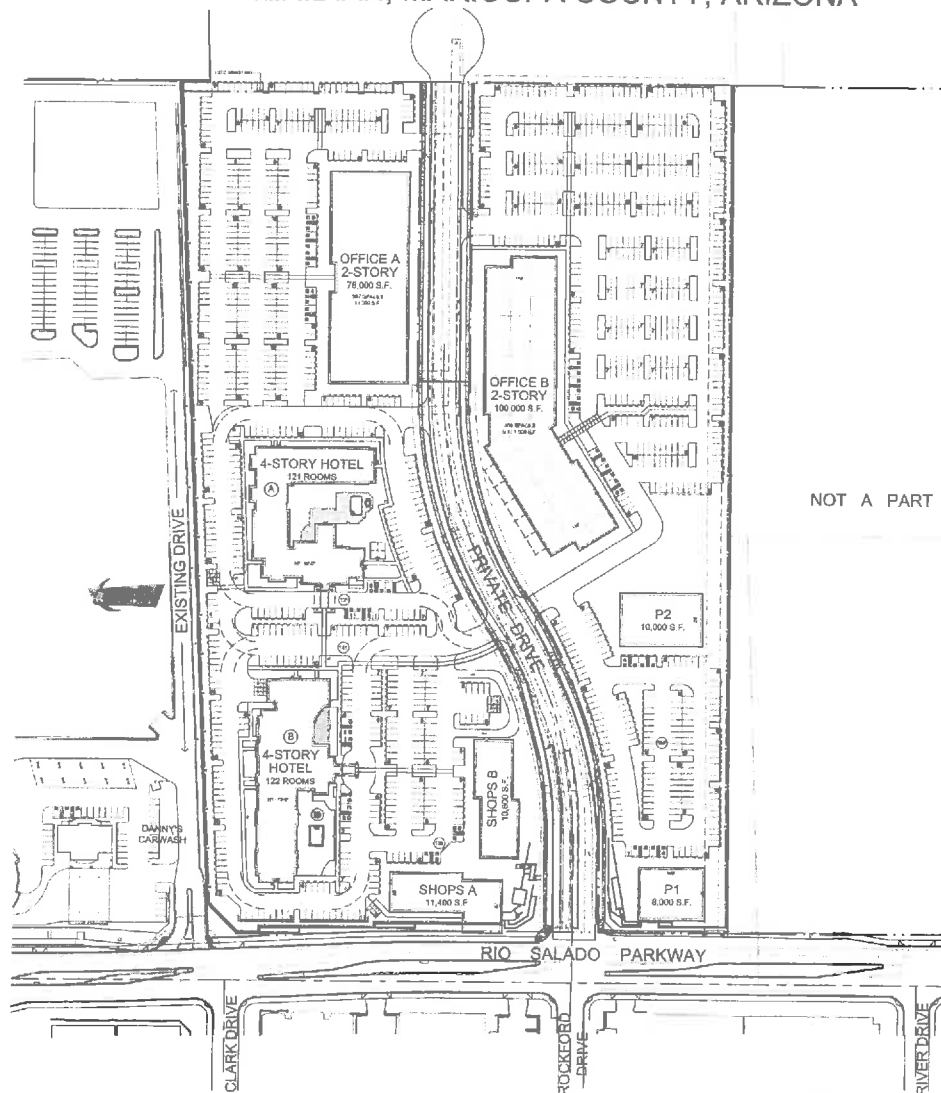 MARICOPA COUNTY, ARIZONA
OFFICE A
2-STORY
78,000 S.F.
OFFICE B
2-STORY
100,000 S.F.
4-STORY HOTEL
121 ROOMS
A
NOT A PART
EXISTING DRIVE
PRIVATE DRIVE
P2
10,000 S.F.
B
4-STORY
HOTEL
122 ROOMS
SHOPS B
DANNY'S
CARWASH
SHOPS A
11,400 S.F.
P1
8,000 S.F.
RIO SALADO PARKWAY
CLARK DRIVE
ROCKFORD
DRIVE
RIVER DRIVE